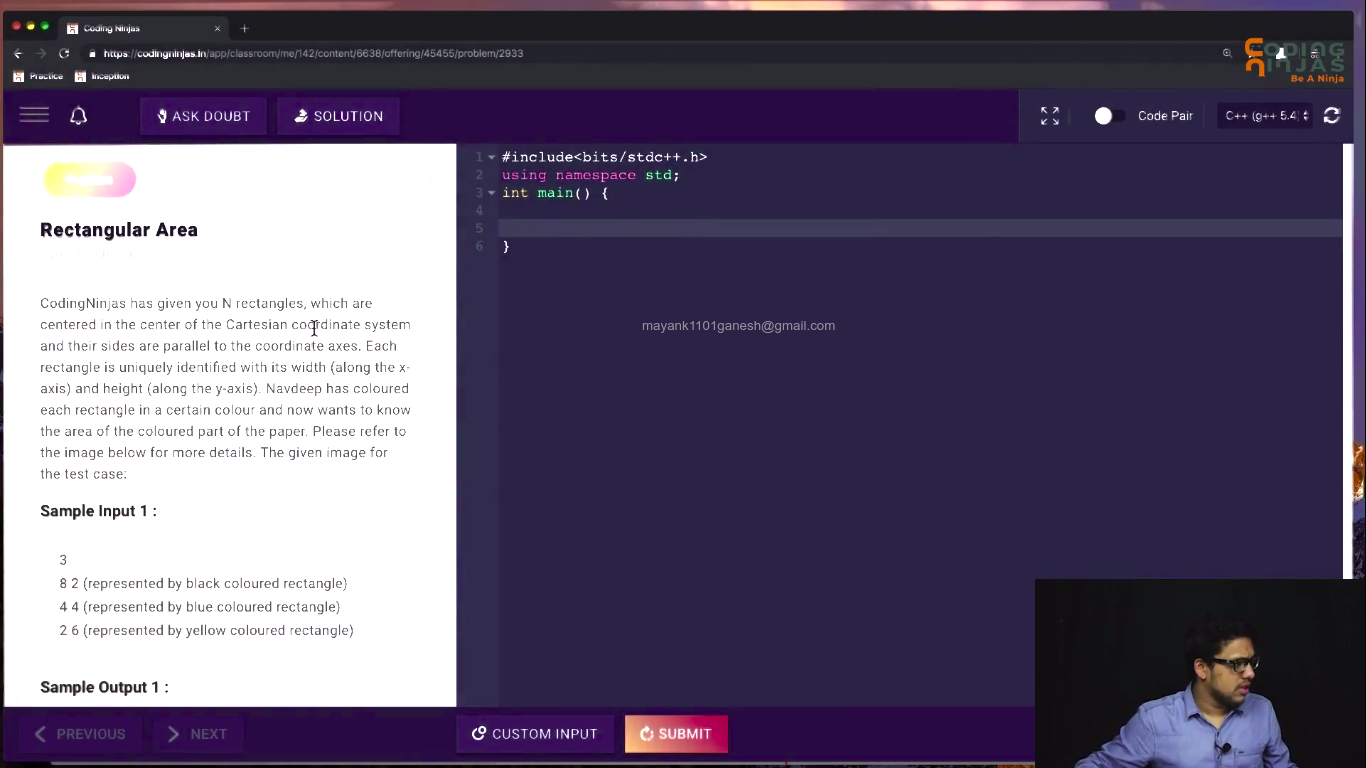 Coding Ninjas
https://codingninjas.in/app/classroom/me/142/content/6638/offering/45455/problem/2933
Practice
Inception
CODING
NINJAS
Be A Ninja
ASK DOUBT
SOLUTION
Code Pair
C++ (g++ 5.4)
Rectangular Area
CodingNinjas has given you N rectangles, which are
centered in the center of the Cartesian coordinate system
and their sides are parallel to the coordinate axes. Each
rectangle is uniquely identified with its width (along the x-
axis) and height (along the y-axis). Navdeep has coloured
each rectangle in a certain colour and now wants to know
the area of the coloured part of the paper. Please refer to
the image below for more details. The given image for
the test case:
Sample Input 1 :
3
8 2 (represented by black coloured rectangle)
4 4 (represented by blue coloured rectangle)
2 6 (represented by yellow coloured rectangle)
Sample Output 1 :
1 #include<bits/stdc++.h>
2 using namespace std;
3 int main() {
4
5
6 }
mayank1101ganesh@gmail.com
PREVIOUS
NEXT
CUSTOM INPUT
SUBMIT